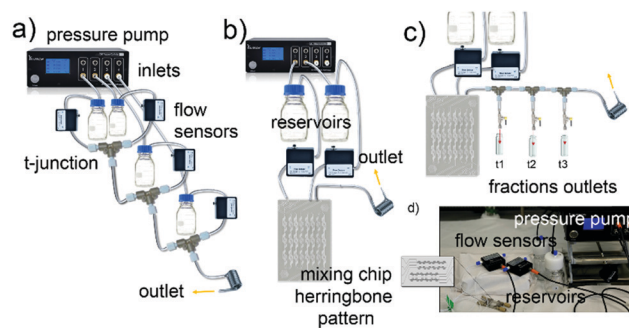 a)
pressure pump
inlets
flow
sensors
t-junction
outlet
b)
reservoirs
outlet
mixing chip
herringbone
pattern
c)
t1 t2 t3
fractions outlets
d)
pressure pump
flow sensors
reservoirs